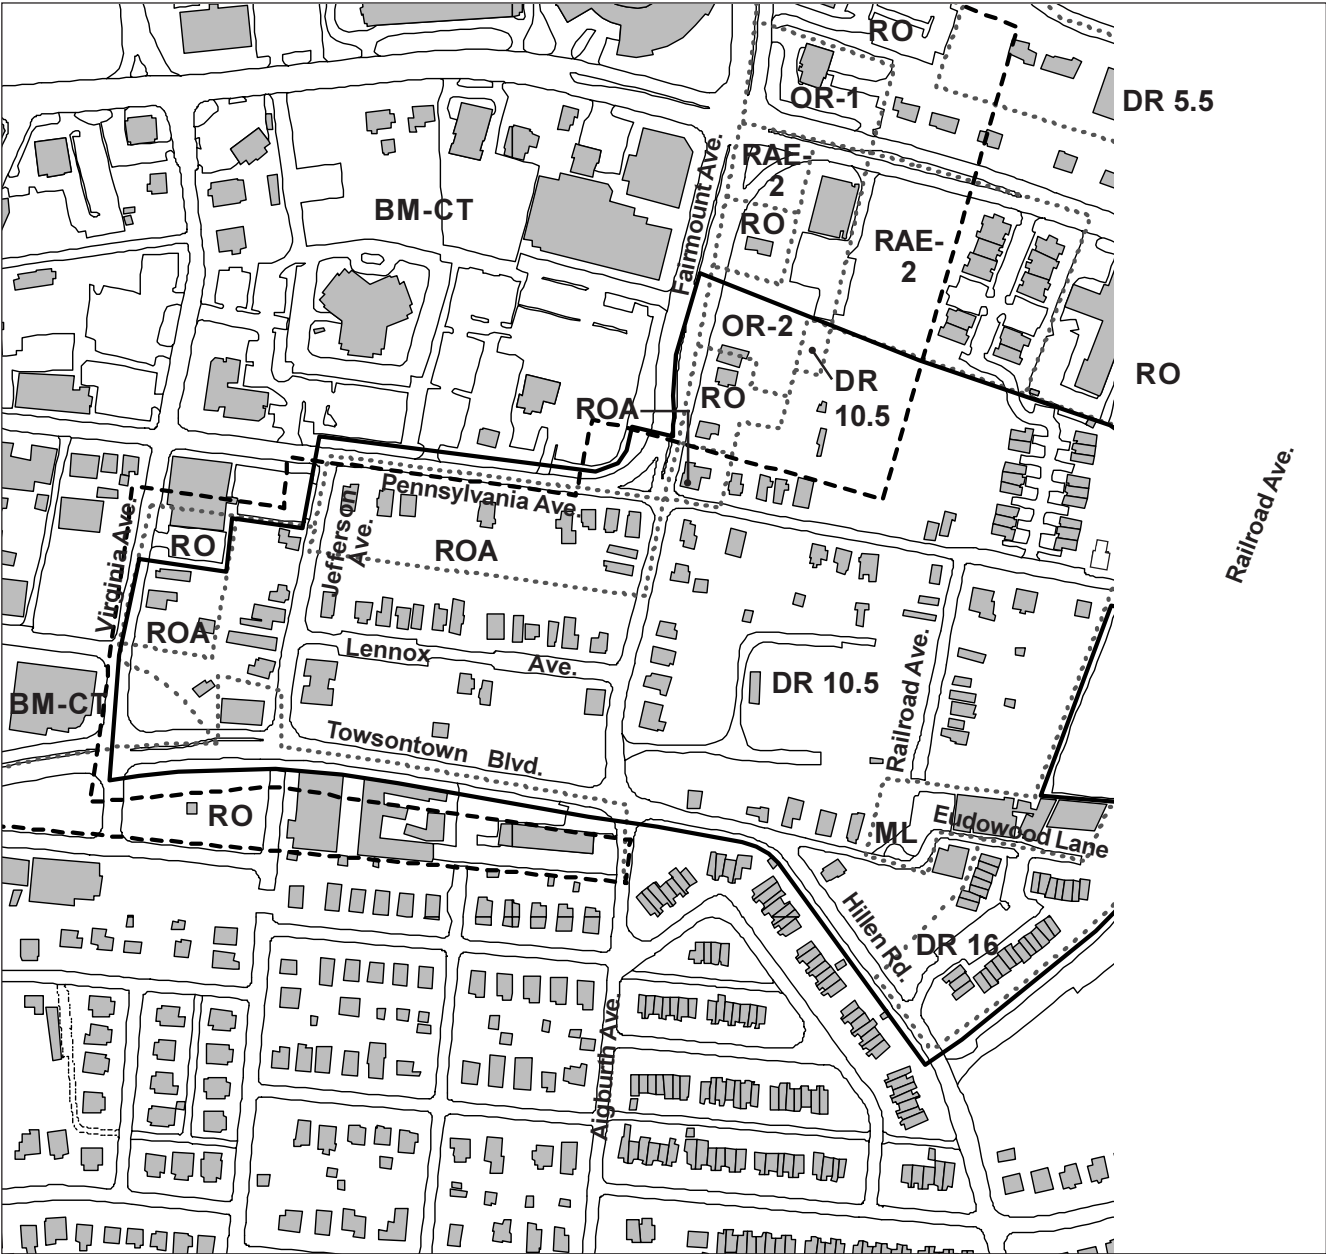 RO
OR-1
DR 5.5
RAE-
2
Fairmount Ave.
BM-CT
RO
RAE-
2
OR-2
DR
10.5
RO
ROA
RO
Railroad Ave.
Pennsylvania Ave.
Jefferson
Ave.
ROA
Virginia Ave.
RO
ROA
Lennox Ave.
DR 10.5
Railroad Ave.
BM-CT
Towsontown Blvd.
RO
ML
Eudowood Lane
Hillen Rd.
DR 16
Aigburth Ave.